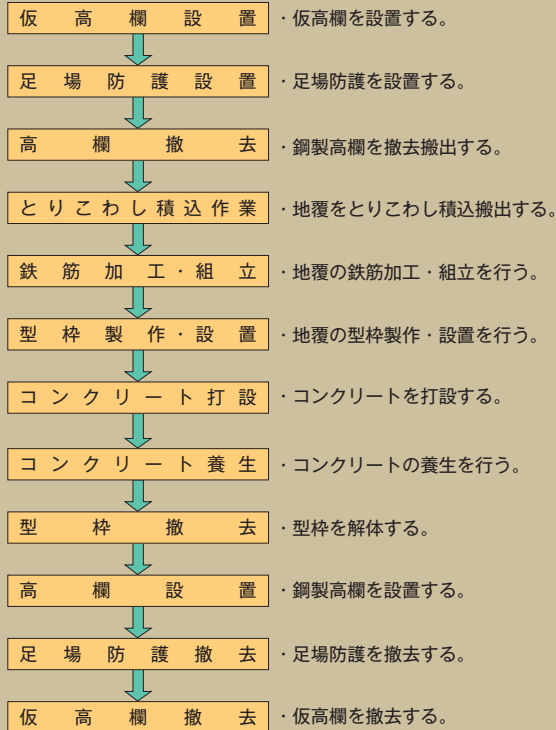 仮高欄設置 ・仮高欄を設置する。
足場防護設置 ・足場防護を設置する。
高欄撤去 ・鋼製高欄を撤去搬出する。
とりこわし積込作業 ・地覆をとりこわし積込搬出する。
鉄筋加工・組立 ・地覆の鉄筋加工・組立を行う。
型枠製作・設置 ・地覆の型枠製作・設置を行う。
コンクリート打設 ・コンクリートを打設する。
コンクリート養生 ・コンクリートの養生を行う。
型枠撤去 ・型枠を解体する。
高欄設置 ・鋼製高欄を設置する。
足場防護撤去 ・足場防護を撤去する。
仮高欄撤去 ・仮高欄を撤去する。